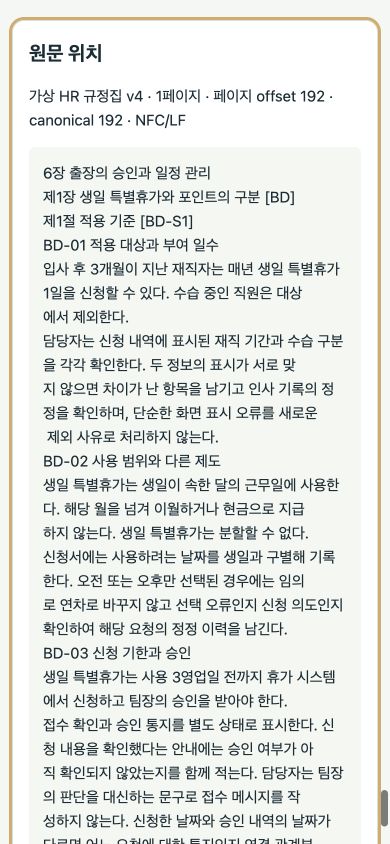 원문 위치
가상 HR 규정집 v4 · 1페이지 · 페이지 offset 192 ·
canonical 192 · NFC/LF
6장 출장의 승인과 일정 관리
제1장 생일 특별휴가와 포인트의 구분 [BD]
제1절 적용 기준 [BD-S1]
BD-01 적용 대상과 부여 일수
입사 후 3개월이 지난 재직자는 매년 생일 특별휴가
1일을 신청할 수 있다. 수습 중인 직원은 대상
에서 제외한다.
담당자는 신청 내역에 표시된 재직 기간과 수습 구분
을 각각 확인한다. 두 정보의 표시가 서로 맞
지 않으면 차이가 난 항목을 남기고 인사 기록의 정
정을 확인하며, 단순한 화면 표시 오류를 새로운
제외 사유로 처리하지 않는다.
BD-02 사용 범위와 다른 제도
생일 특별휴가는 생일이 속한 달의 근무일에 사용한
다. 해당 월을 넘겨 이월하거나 현금으로 지급
하지 않는다. 생일 특별휴가는 분할할 수 없다.
신청서에는 사용하려는 날짜를 생일과 구별해 기록
한다. 오전 또는 오후만 선택된 경우에는 임의
로 연차로 바꾸지 않고 선택 오류인지 신청 의도인지
확인하여 해당 요청의 정정 이력을 남긴다.
BD-03 신청 기한과 승인
생일 특별휴가는 사용 3영업일 전까지 휴가 시스템
에서 신청하고 팀장의 승인을 받아야 한다.
접수 확인과 승인 통지를 별도 상태로 표시한다. 신
청 내용을 확인했다는 안내에는 승인 여부가 아
직 확인되지 않았는지를 함께 적는다. 담당자는 팀장
의 판단을 대신하는 문구로 접수 메시지를 작
성하지 않는다. 신청한 날짜와 승인 내역의 날짜가